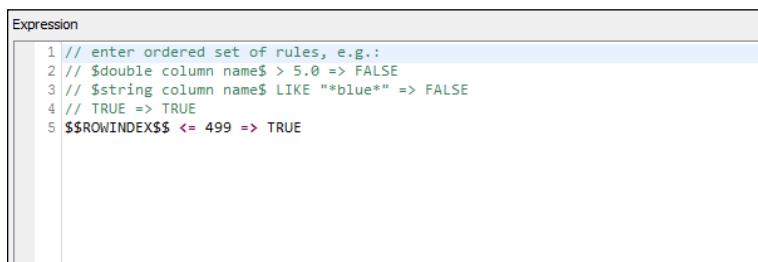 Expression
1 // enter ordered set of rules, e.g.:
2 // $double column name$ > 5.0 => FALSE
3 // $string column name$ LIKE "*blue*" => FALSE
4 // TRUE => TRUE
5 $$ROWINDEX$$ <= 499 => TRUE